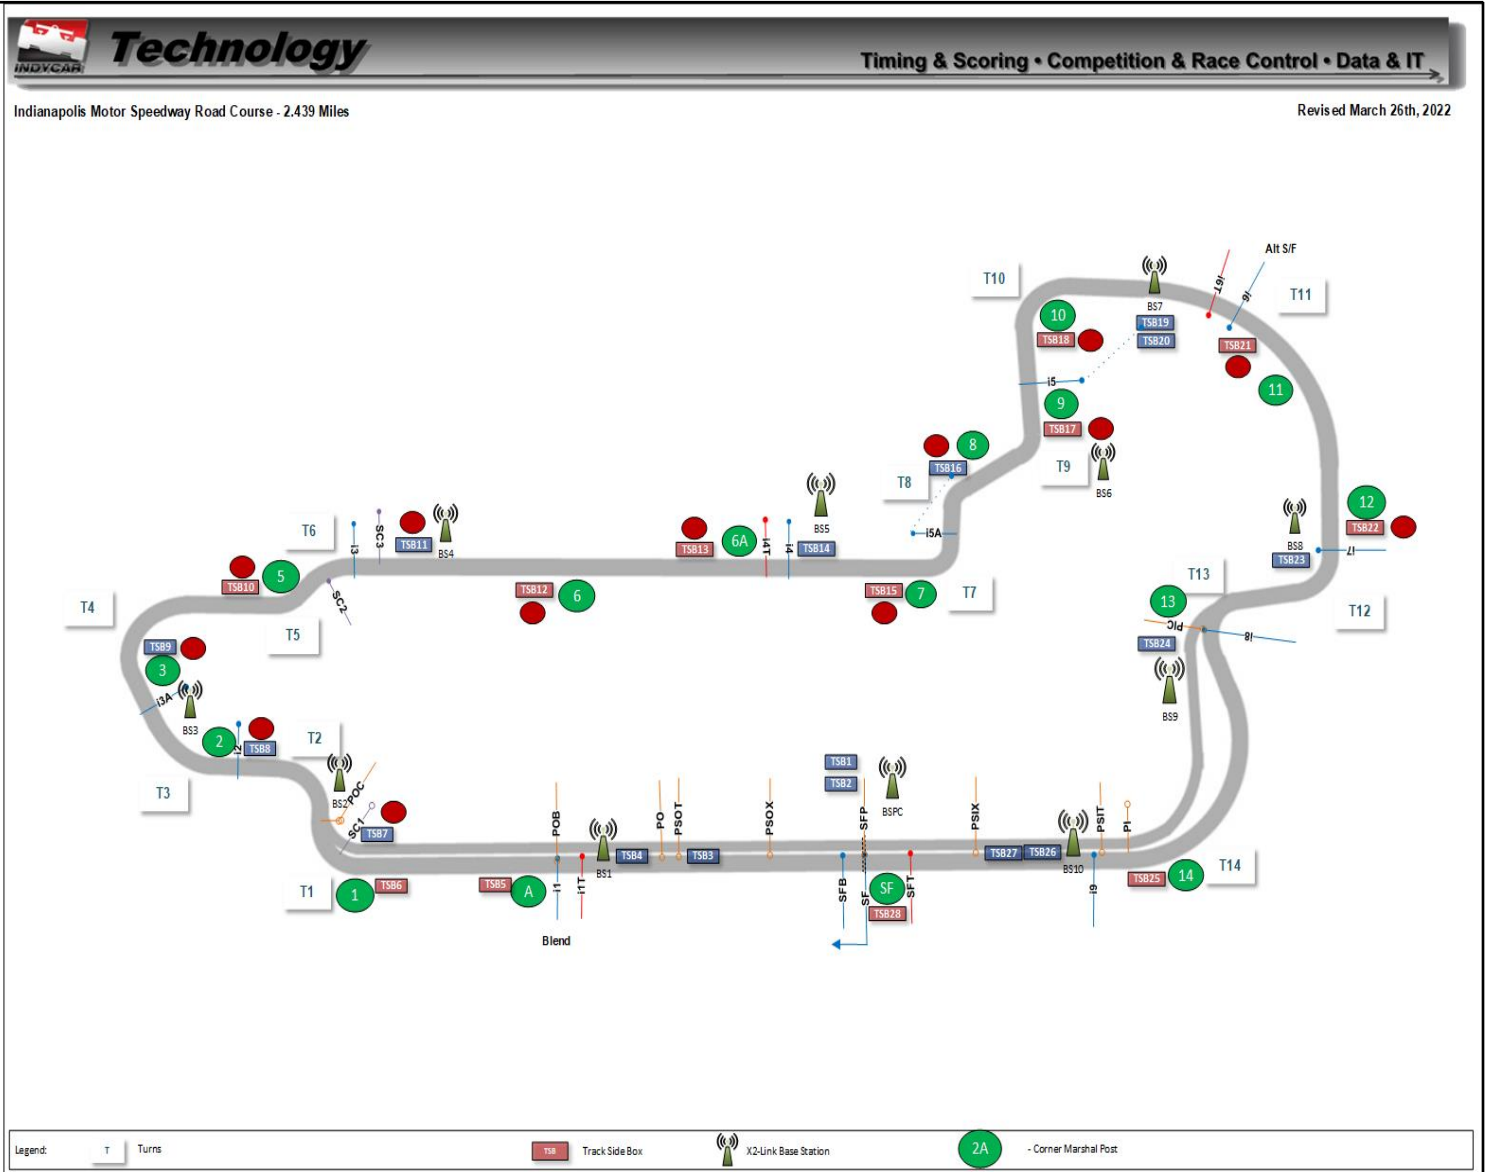 INDYCAR
Technology
Timing & Scoring • Competition & Race Control • Data & IT
Indianapolis Motor Speedway Road Course - 2.439 Miles
Revised March 26th, 2022
Alt S/F
T10
BS7
i6T
i6
T11
10
TSB19
TSB18
TSB20
TSB21
i5
11
9
TSB17
8
T8
TSB16
T9
BS6
BS5
12
T6
SC3
BS4
TSB22
i3
TSB11
TSB13
6A
i4T
i4
TSB14
i5A
BS8
i7
TSB23
5
TSB10
TSB12
6
TSB15
7
T7
T13
T4
SC2
13
PIC
T12
T5
i8
TSB9
TSB24
3
i3A
BS3
BS9
2
i2
TSB8
T2
T3
BS2
POC
TSB1
TSB2
BSPC
SC1
TSB7
POB
PO
PSOT
PSOX
SFP
PSIX
PSIT
PI
BS1
TSB4
TSB3
TSB27
TSB26
BS10
T1
1
TSB6
TSB5
A
i1
i1T
SFB
SF
SF
SFT
TSB28
i9
TSB25
14
T14
Blend
Legend:
T
Turns
TSB
Track Side Box
X2-Link Base Station
2A
- Corner Marshal Post